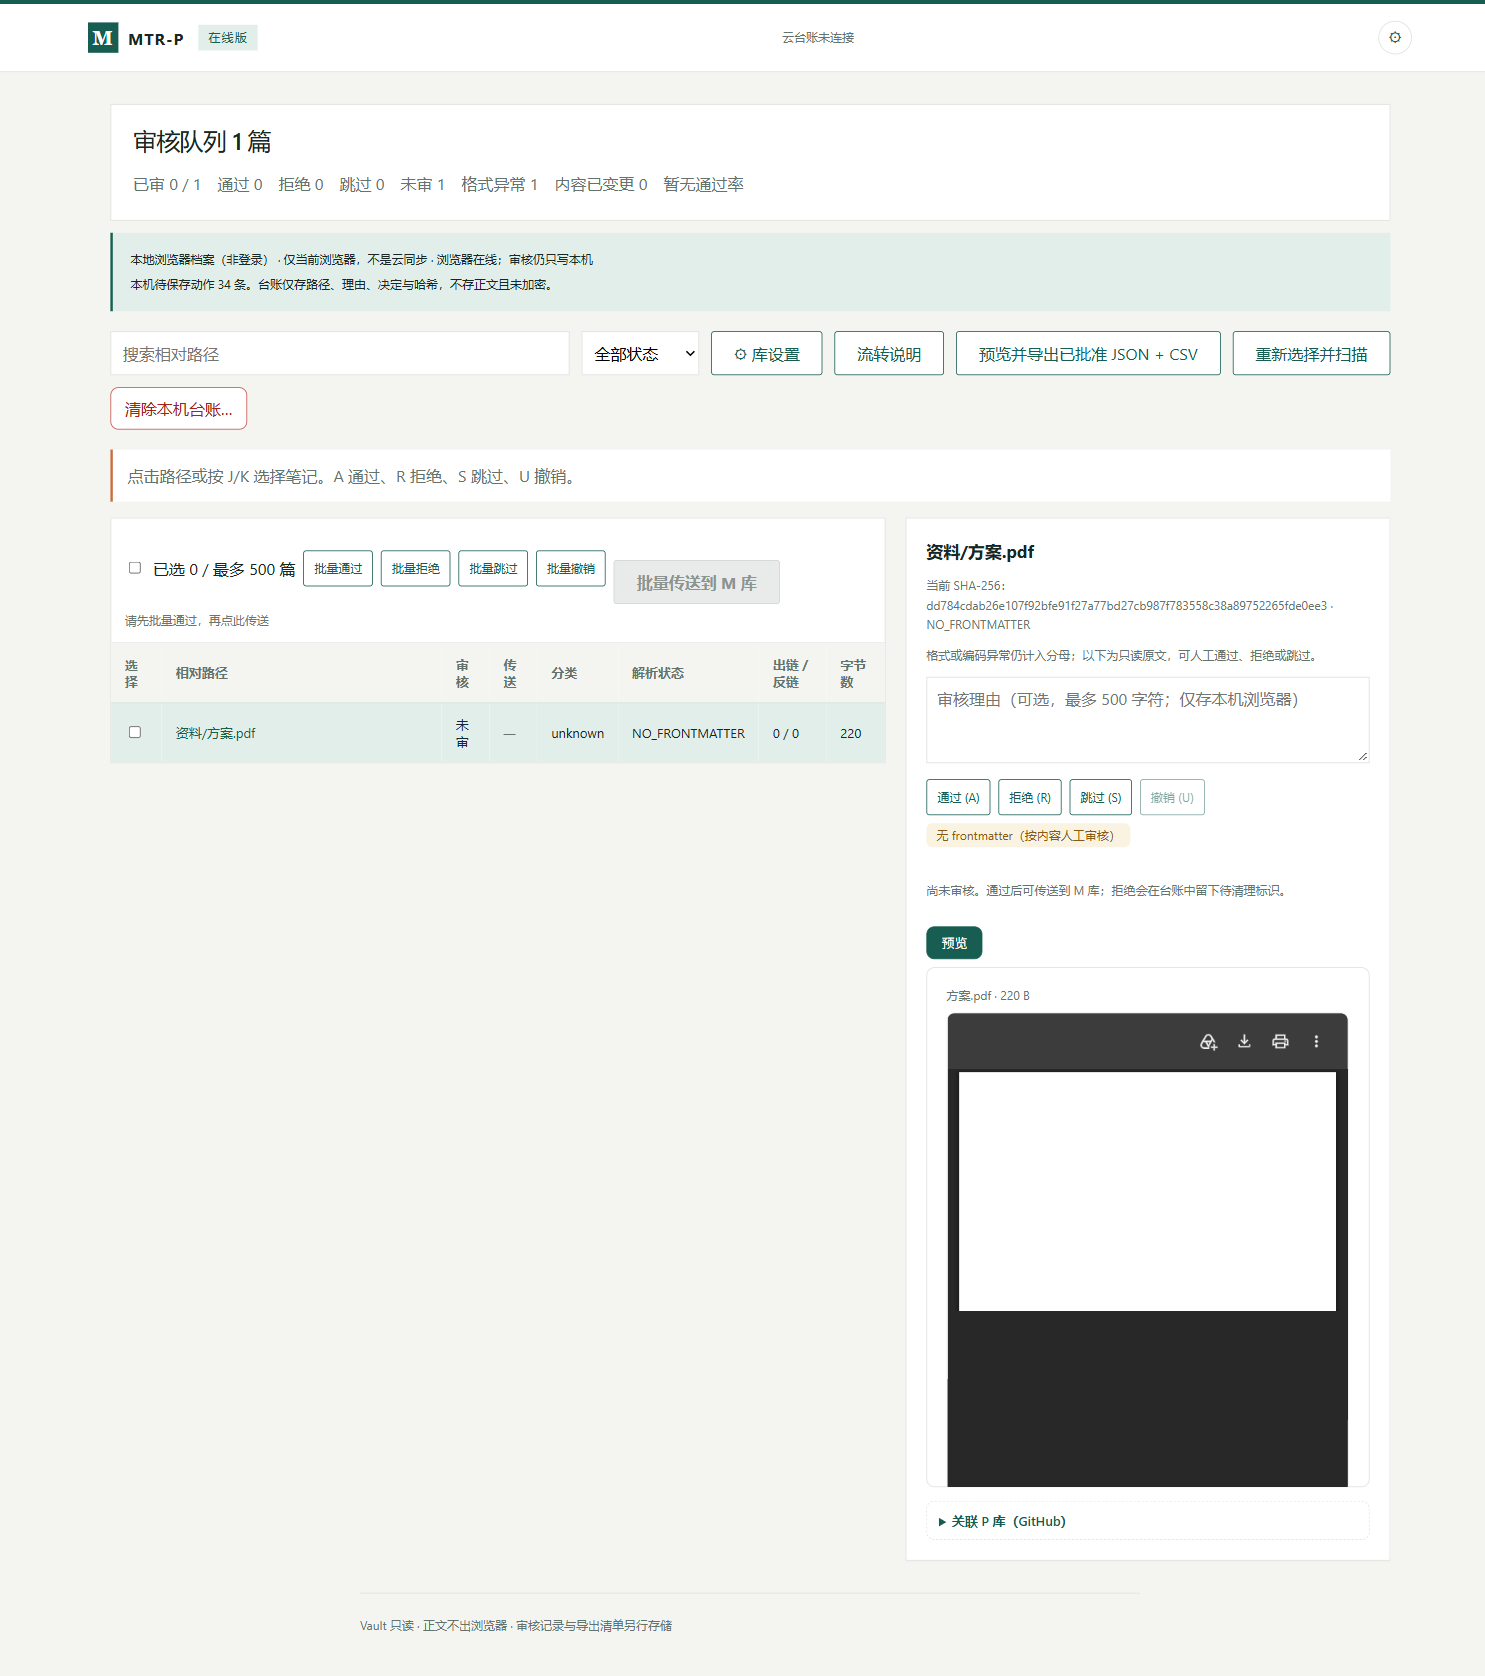 M MTR-P 在线版
云台账未连接
审核队列 1 篇
已审 0 / 1 通过 0 拒绝 0 跳过 0 未审 1 格式异常 1 内容已变更 0 暂无通过率
本地浏览器档案（非登录） · 仅当前浏览器，不是云同步 · 浏览器在线；审核仍只写本机
本机待保存动作 34 条。台账仅存路径、理由、决定与哈希，不存正文且未加密。
搜索相对路径 全部状态 库设置 流转说明 预览并导出已批准 JSON + CSV 重新选择并扫描
清除本机台账...
点击路径或按 J/K 选择笔记。A 通过、R 拒绝、S 跳过、U 撤销。
已选 0 / 最多 500 篇 批量通过 批量拒绝 批量跳过 批量撤销 批量传送到 M 库
请先批量通过，再点此传送
选择 相对路径 审核 传送 分类 解析状态 出链 / 反链 字节数
资料/方案.pdf 未审 — unknown NO_FRONTMATTER 0 / 0 220
资料/方案.pdf
当前 SHA-256：
dd784cdab26e107f92bfe91f27a77bd27cb987f783558c38a89752265fde0ee3 ·
NO_FRONTMATTER
格式或编码异常仍计入分母；以下为只读原文，可人工通过、拒绝或跳过。
审核理由（可选，最多 500 字符；仅存本机浏览器）
通过 (A) 拒绝 (R) 跳过 (S) 撤销 (U)
无 frontmatter（按内容人工审核）
尚未审核。通过后可传送到 M 库；拒绝会在台账中留下待清理标识。
预览
方案.pdf · 220 B
关联 P 库（GitHub）
Vault 只读 · 正文不出浏览器 · 审核记录与导出清单另行存储